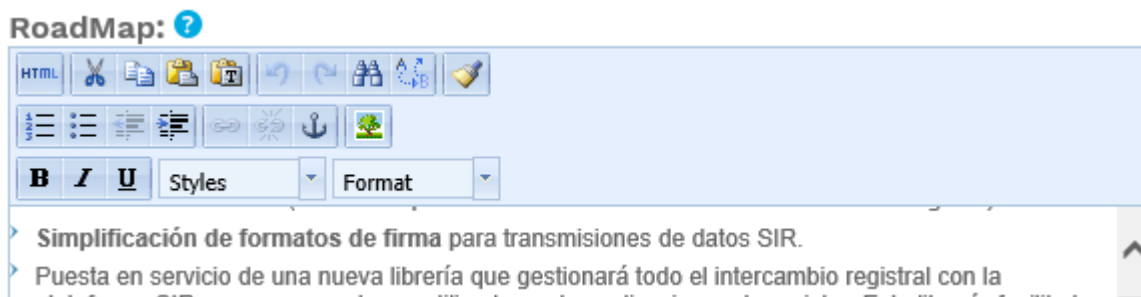 RoadMap: ?
HTML
B I U Styles Format
Simplificación de formatos de firma para transmisiones de datos SIR.
Puesta en servicio de una nueva librería que gestionará todo el intercambio registral con la